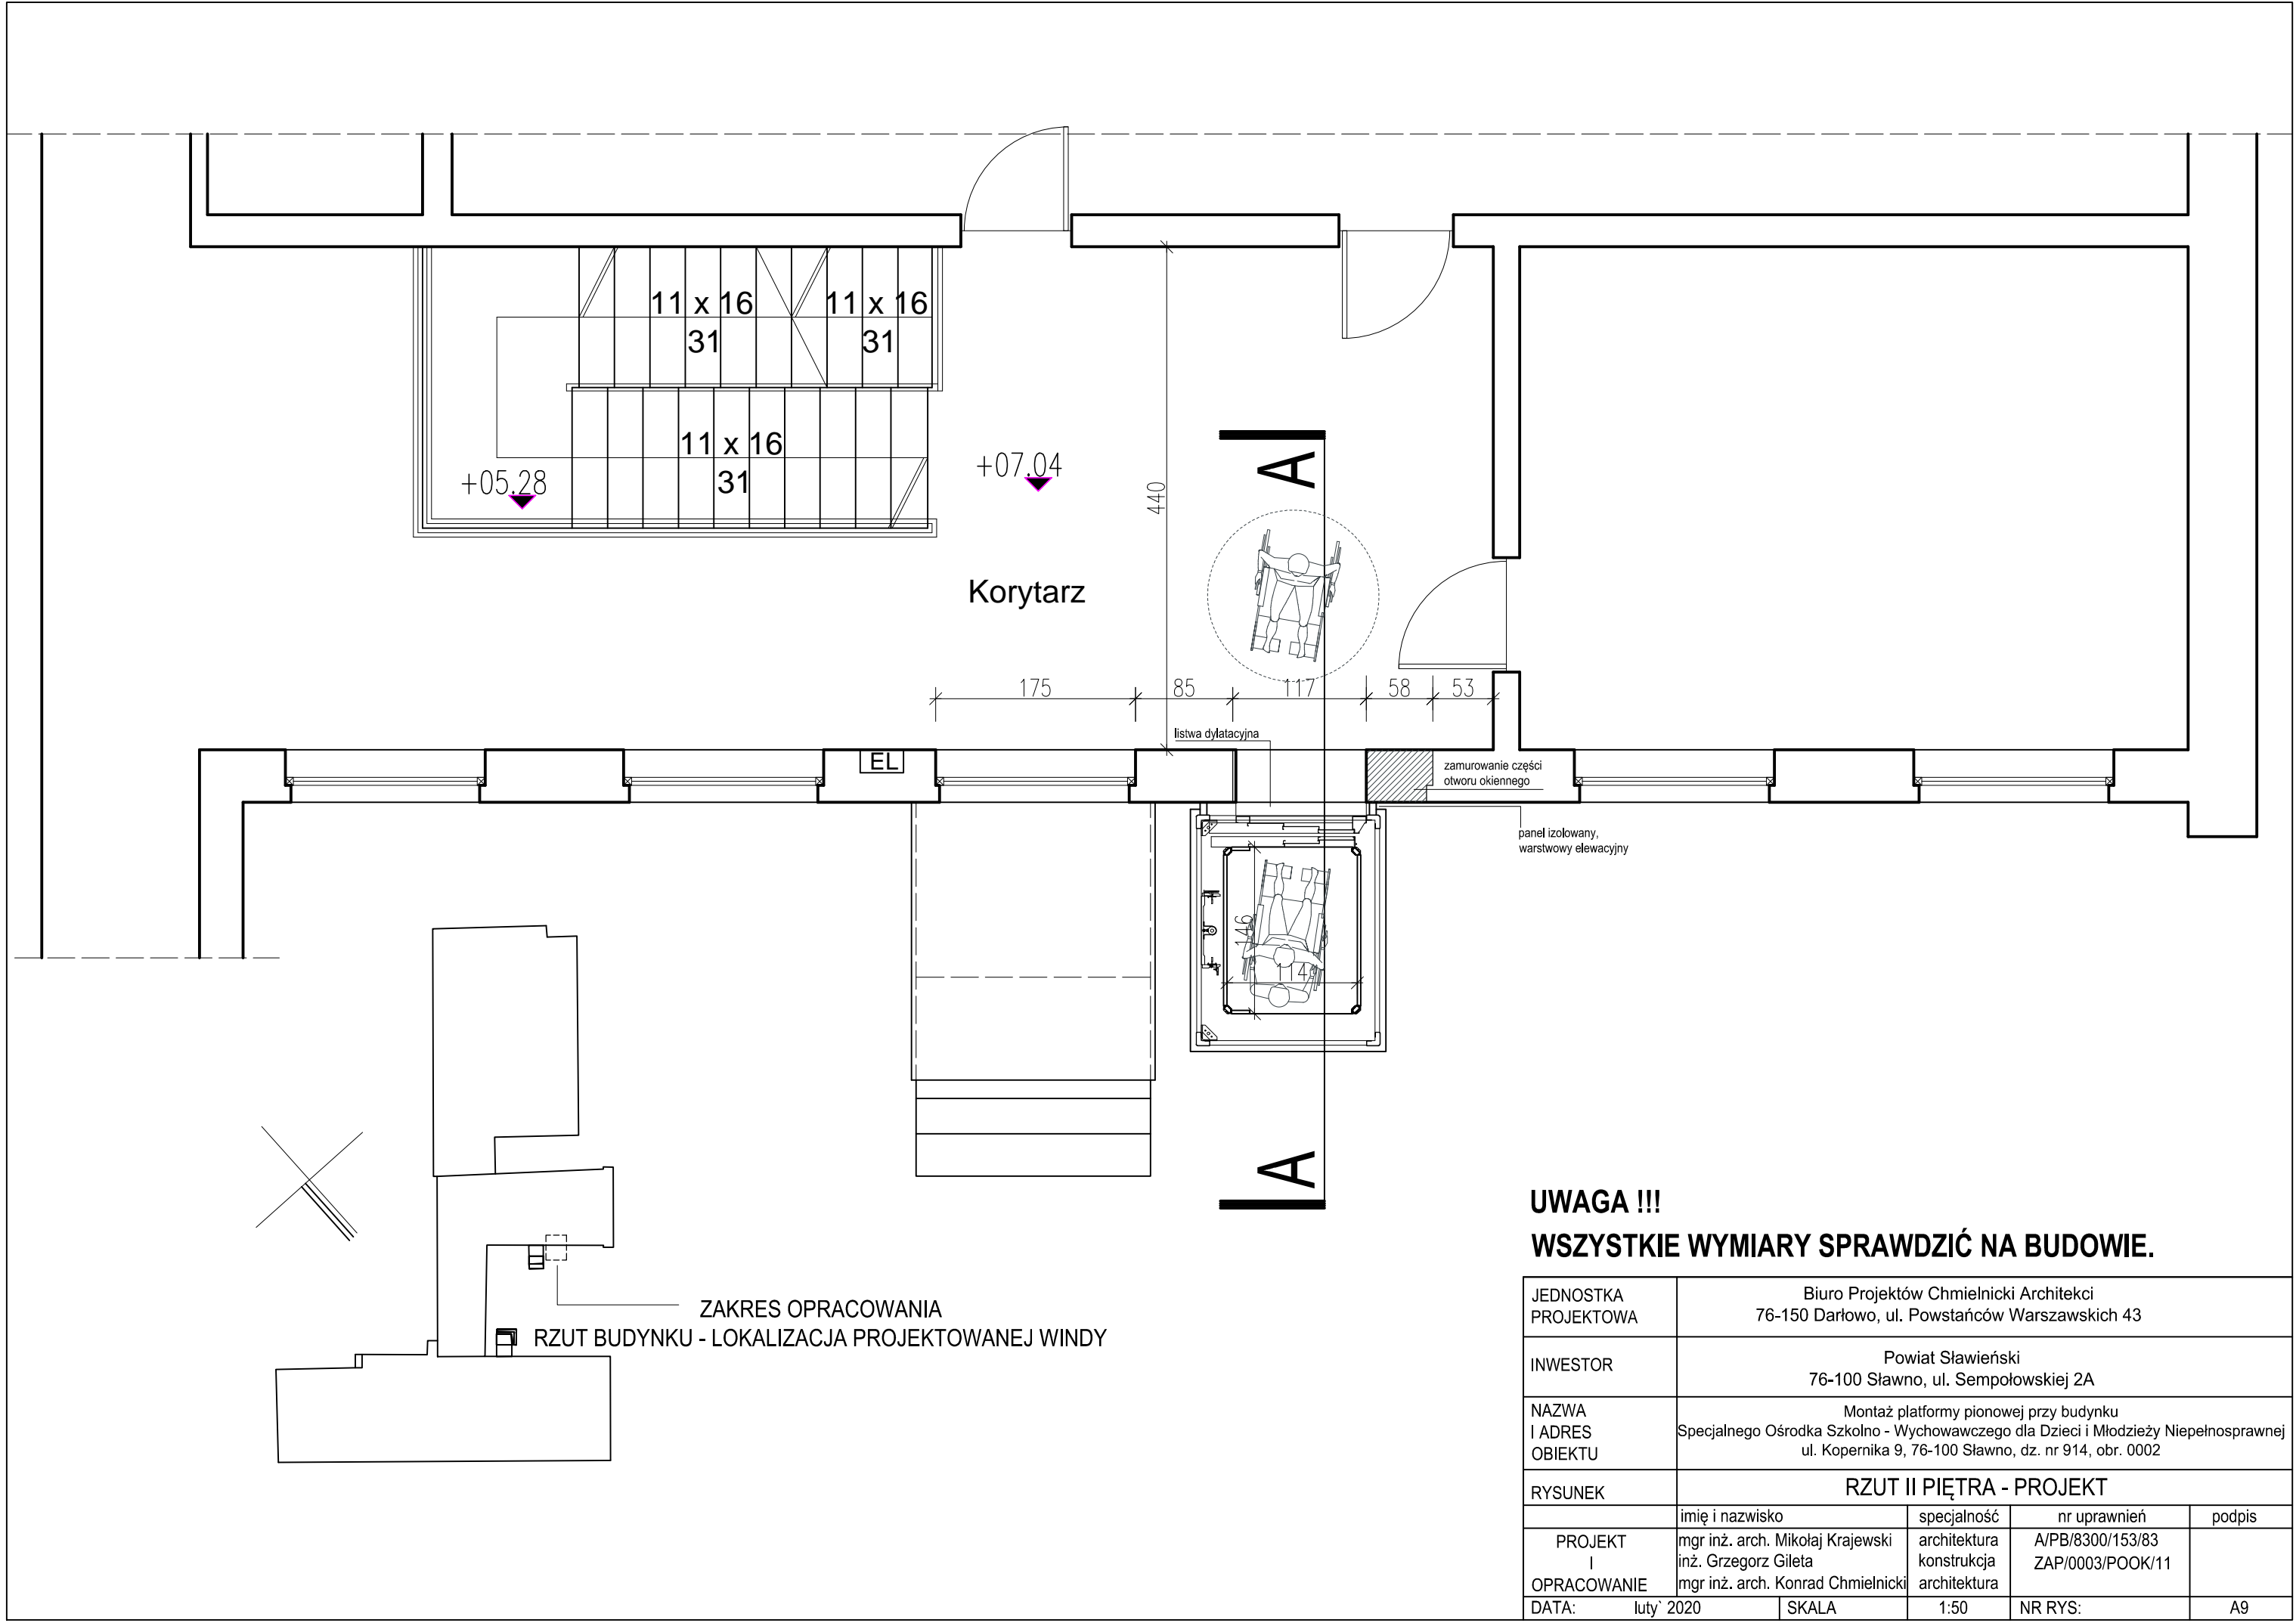 11 x 16
31
11 x 16
31
11 x 16
31
+05.28
+07.04
440
A
Korytarz
175
85
117
58
53
listwa dylatacyjna
EL
zamurowanie części
otworu okiennego
panel izolowany,
warstwowy elewacyjny
146
114
A
ZAKRES OPRACOWANIA
RZUT BUDYNKU - LOKALIZACJA PROJEKTOWANEJ WINDY
UWAGA !!!
WSZYSTKIE WYMIARY SPRAWDZIĆ NA BUDOWIE.
JEDNOSTKA
PROJEKTOWA
Biuro Projektów Chmielnicki Architekci
76-150 Darłowo, ul. Powstańców Warszawskich 43
INWESTOR
Powiat Sławieński
76-100 Sławno, ul. Sempołowskiej 2A
NAZWA
I ADRES
OBIEKTU
Montaż platformy pionowej przy budynku
Specjalnego Ośrodka Szkolno - Wychowawczego dla Dzieci i Młodzieży Niepełnosprawnej
ul. Kopernika 9, 76-100 Sławno, dz. nr 914, obr. 0002
RYSUNEK
RZUT II PIĘTRA - PROJEKT
imię i nazwisko specjalność nr uprawnień podpis
PROJEKT
I
OPRACOWANIE
mgr inż. arch. Mikołaj Krajewski architektura A/PB/8300/153/83
inż. Grzegorz Gileta konstrukcja ZAP/0003/POOK/11
mgr inż. arch. Konrad Chmielnicki architektura
DATA: luty` 2020 SKALA 1:50 NR RYS: A9